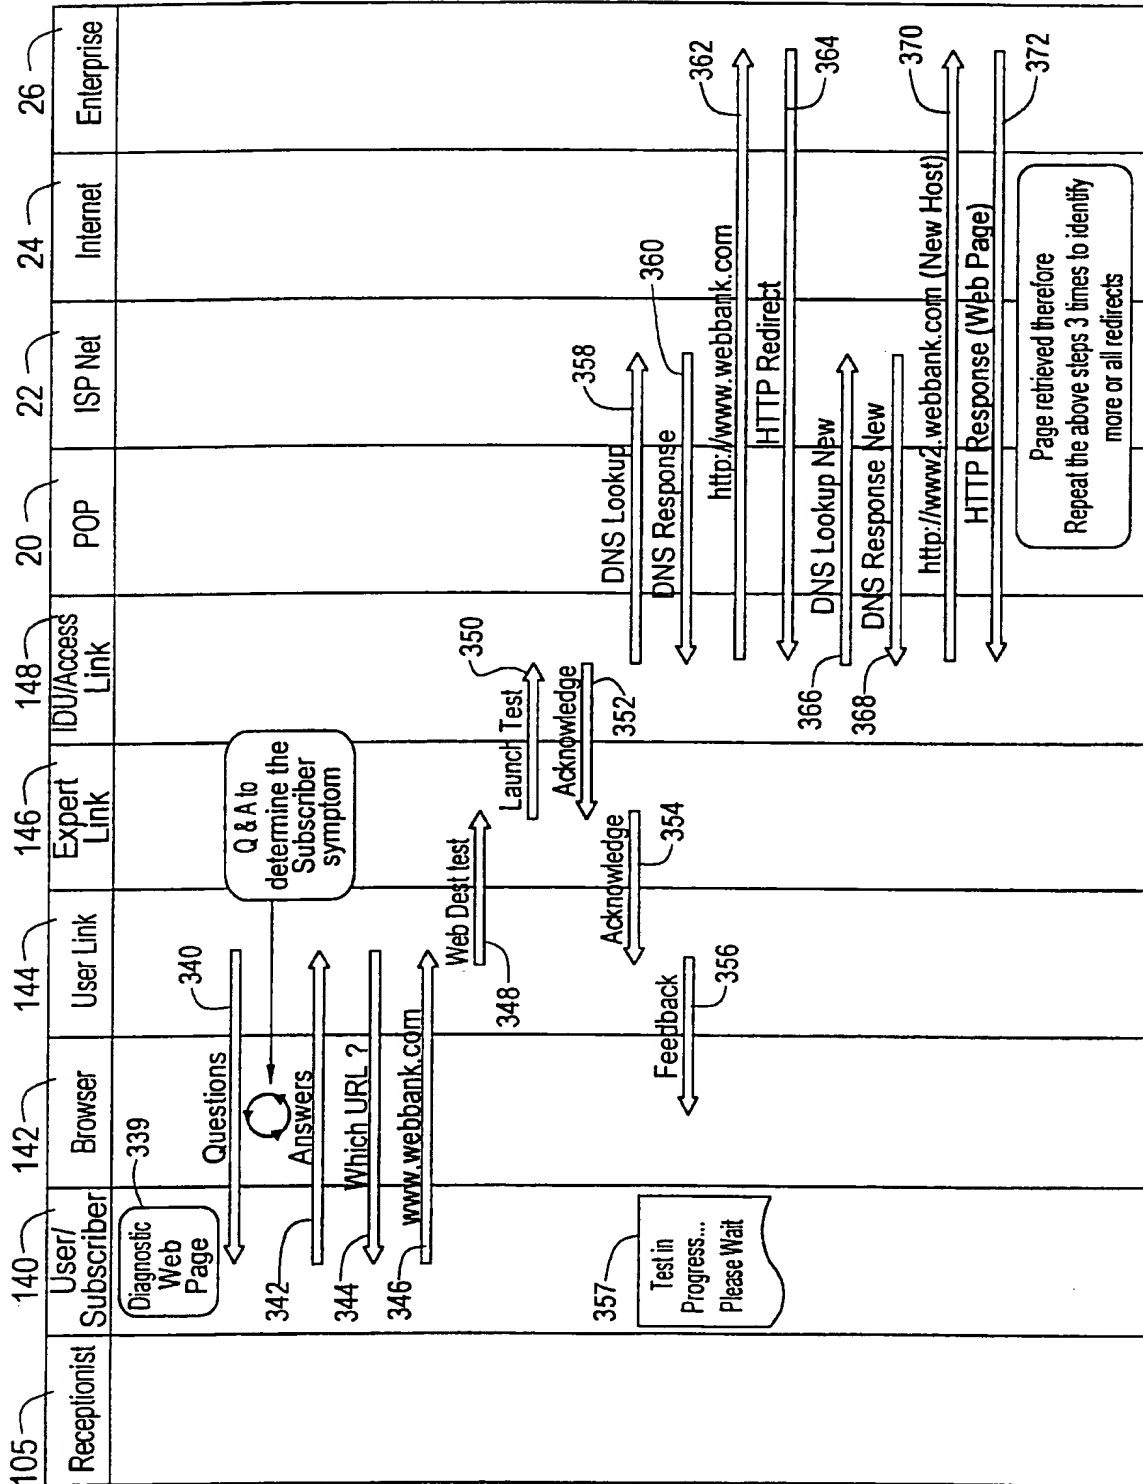 105
140
142
144
146
148
20
22
24
26
Receptionist
User/
Subscriber
Browser
User Link
Expert
Link
IDU/Access
Link
POP
ISP Net
Internet
Enterprise
Diagnostic
Web
Page
339
Questions
340
Q & A to
determine the
Subscriber
symptom
342
Answers
344
Which URL ?
346
www.webbank.com
Web Dest test
348
Launch Test
350
Acknowledge
352
Acknowledge
354
Feedback
356
357
Test in
Progress...
Please Wait
DNS Lookup
358
DNS Response
360
http://www.webbank.com
362
HTTP Redirect
364
DNS Lookup New
366
DNS Response New
368
http://ww2.webbank.com (New Host)
370
HTTP Response (Web Page)
372
Page retrieved therefore
Repeat the above steps 3 times to identify
more or all redirects